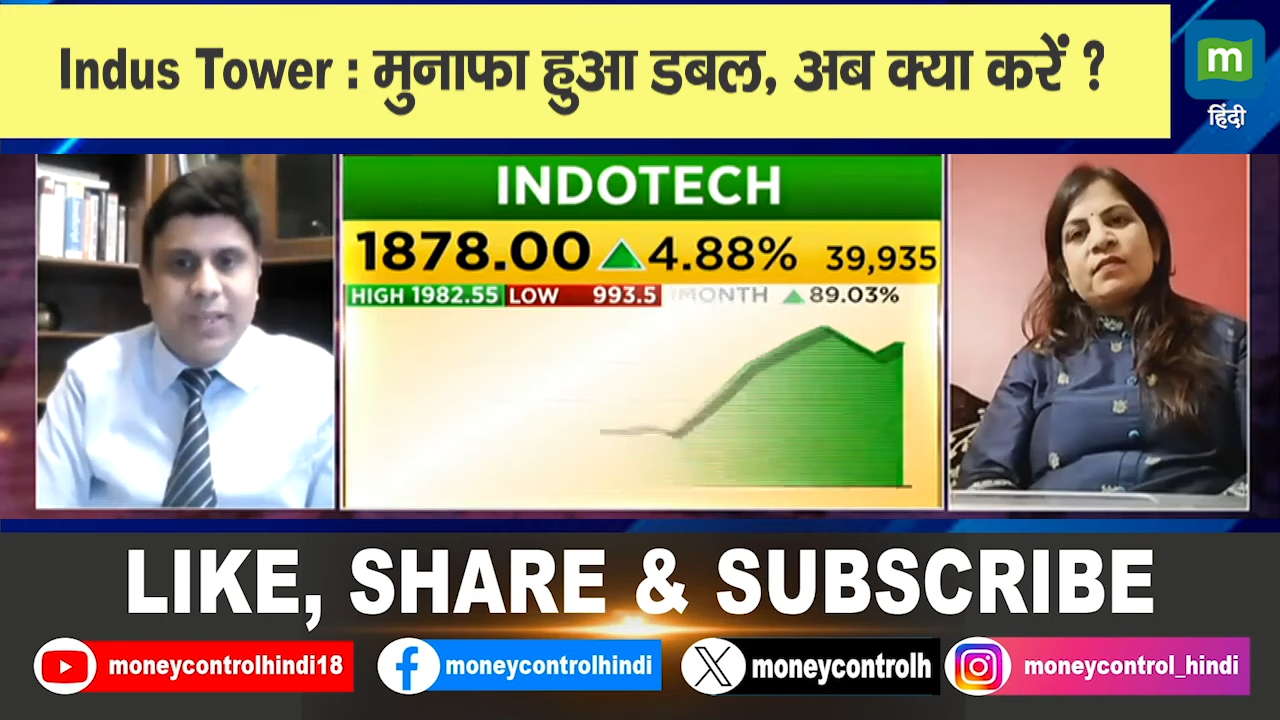 Indus Tower : मुनाफा हुआ डबल, अब क्या करें ?
m
हिंदी
INDOTECH
1878.00 4.88% 39,935
HIGH 1982.55 LOW 993.5 MONTH 89.03%
LIKE, SHARE & SUBSCRIBE
moneycontrolhindi18 moneycontrolhindi moneycontrolh moneycontrol_hindi